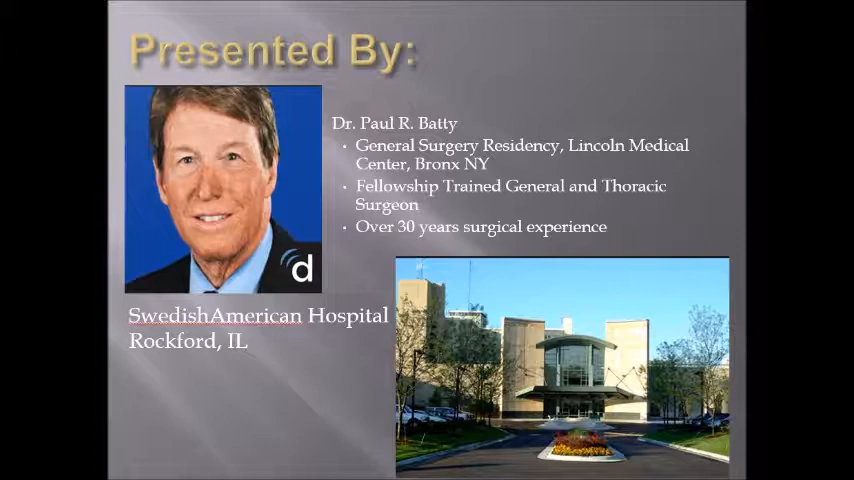 Presented By:
Dr. Paul R. Batty
• General Surgery Residency, Lincoln Medical
Center, Bronx NY
• Fellowship Trained General and Thoracic
Surgeon
• Over 30 years surgical experience
d
SwedishAmerican Hospital
Rockford, IL